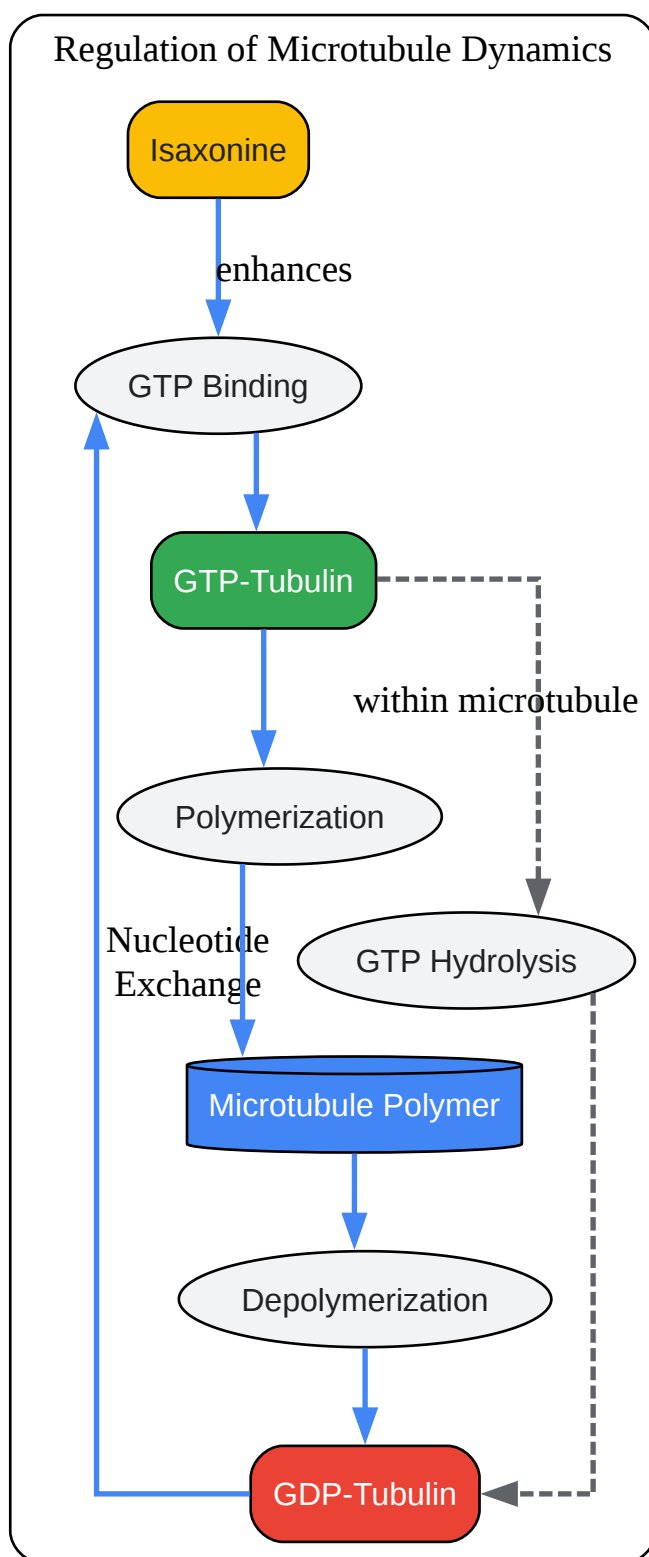 Regulation of Microtubule Dynamics
Isaxonine
enhances
GTP Binding
GTP-Tubulin
within microtubule
Polymerization
Nucleotide
Exchange
GTP Hydrolysis
Microtubule Polymer
Depolymerization
GDP-Tubulin